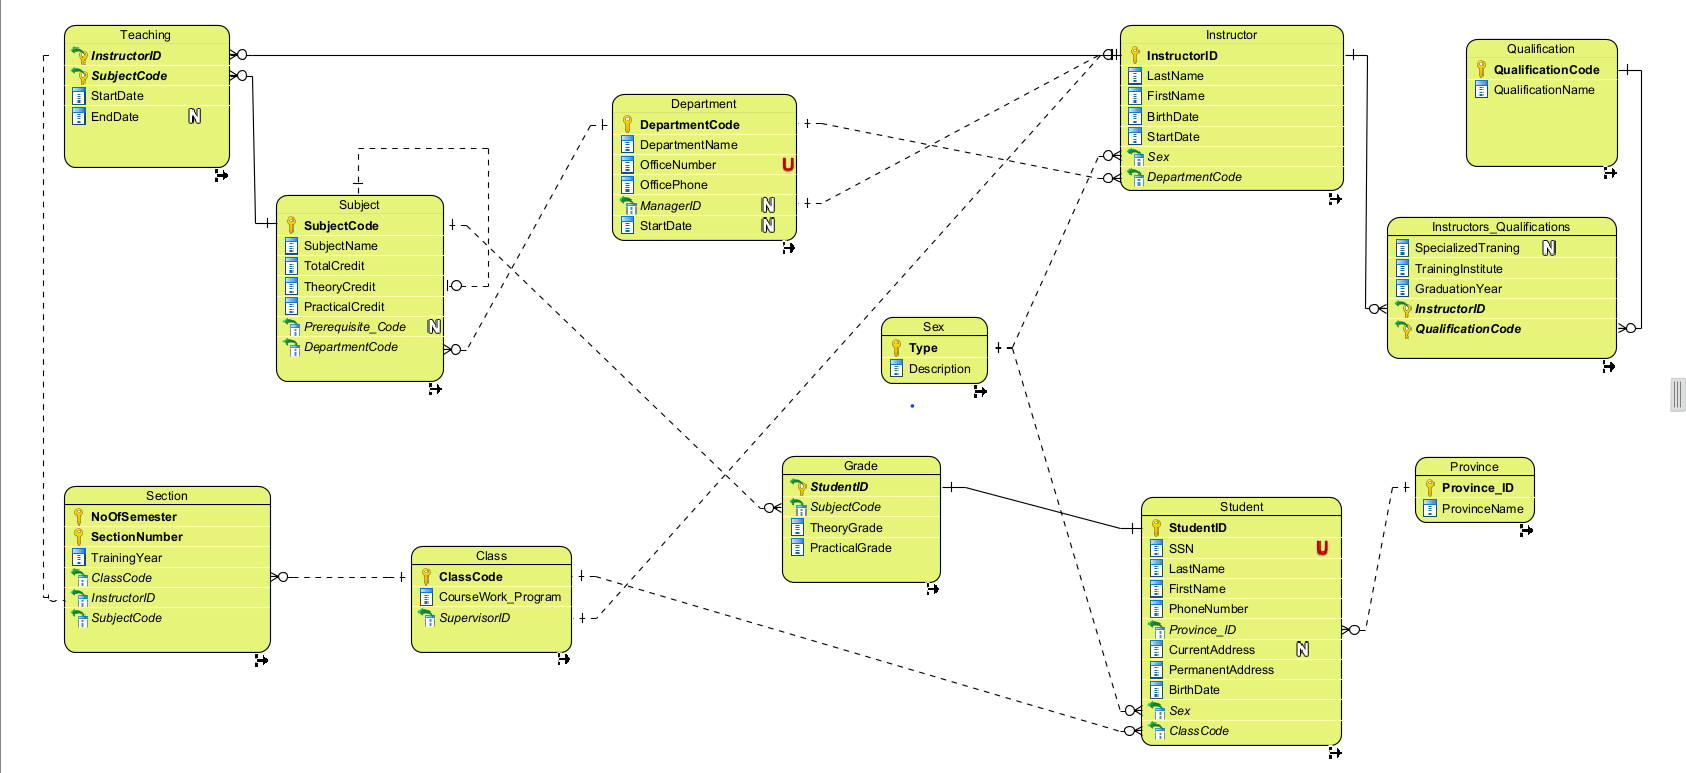 Teaching
InstructorID
SubjectCode
StartDate
EndDate N
Subject
SubjectCode
SubjectName
TotalCredit
TheoryCredit
PracticalCredit
Prerequisite_Code N
DepartmentCode
Department
DepartmentCode
DepartmentName
OfficeNumber U
OfficePhone
ManagerID N
StartDate N
Instructor
InstructorID
LastName
FirstName
BirthDate
StartDate
Sex
DepartmentCode
Qualification
QualificationCode
QualificationName
Instructors_Qualifications
SpecializedTraning N
TrainingInstitute
GraduationYear
InstructorID
QualificationCode
Sex
Type
Description
Section
NoOfSemester
SectionNumber
TrainingYear
ClassCode
InstructorID
SubjectCode
Class
ClassCode
CourseWork_Program
SupervisorID
Grade
StudentID
SubjectCode
TheoryGrade
PracticalGrade
Student
StudentID
SSN U
LastName
FirstName
PhoneNumber
Province_ID
CurrentAddress N
PermanentAddress
BirthDate
Sex
ClassCode
Province
Province_ID
ProvinceName